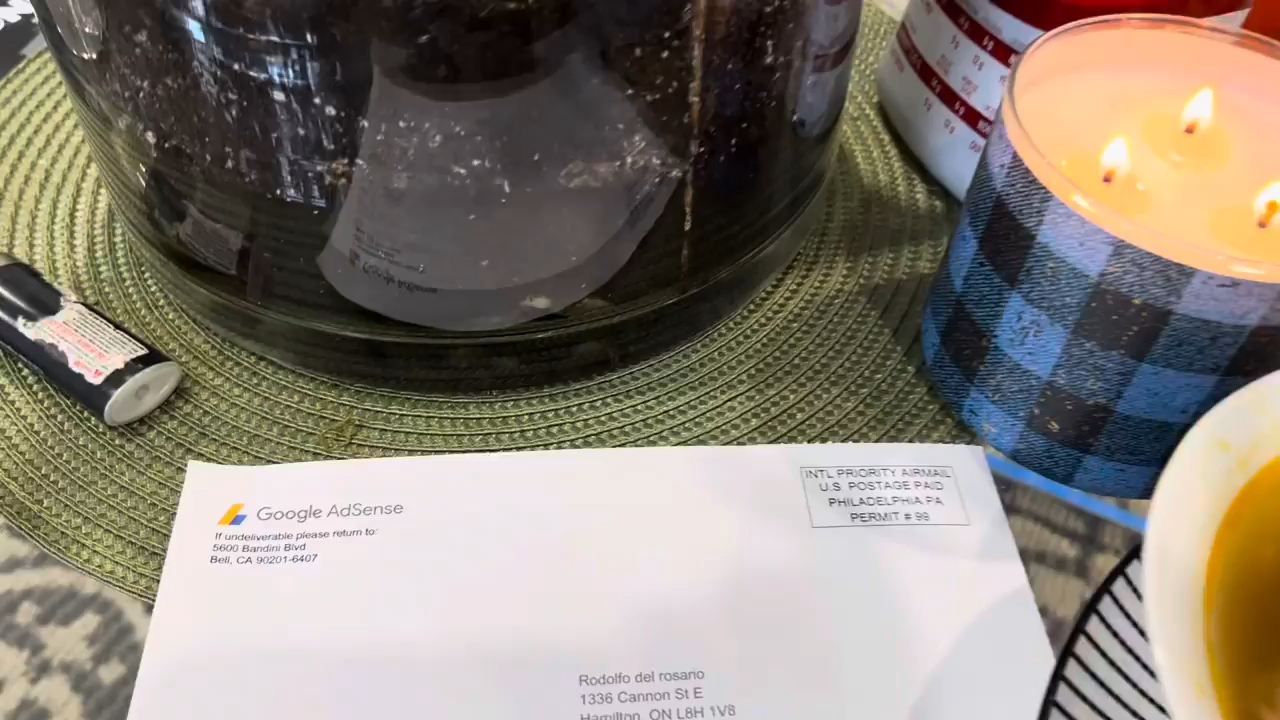 Google AdSense
If undeliverable please return to:
5600 Bandini Blvd
Bell, CA 90201-6407
INTL PRIORITY AIRMAIL
U.S. POSTAGE PAID
PHILADELPHIA PA
PERMIT # 99
Rodolfo del rosario
1336 Cannon St E
Hamilton, ON L8H 1V8